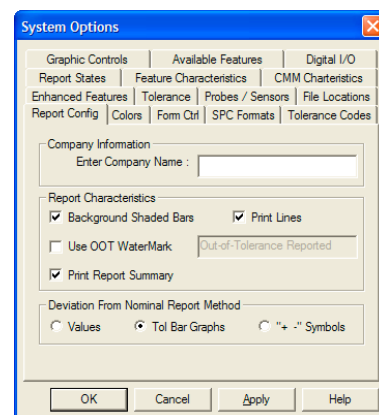 System Options
Graphic Controls Available Features Digital I/O
Report States Feature Characteristics CMM Charteristics
Enhanced Features Tolerance Probes / Sensors File Locations
Report Config Colors Form Ctrl SPC Formats Tolerance Codes
Company Information
Enter Company Name :
Report Characteristics
Background Shaded Bars Print Lines
Use OOT WaterMark Out-of-Tolerance Reported
Print Report Summary
Deviation From Nominal Report Method
Values Tol Bar Graphs "+ -" Symbols
OK Cancel Apply Help